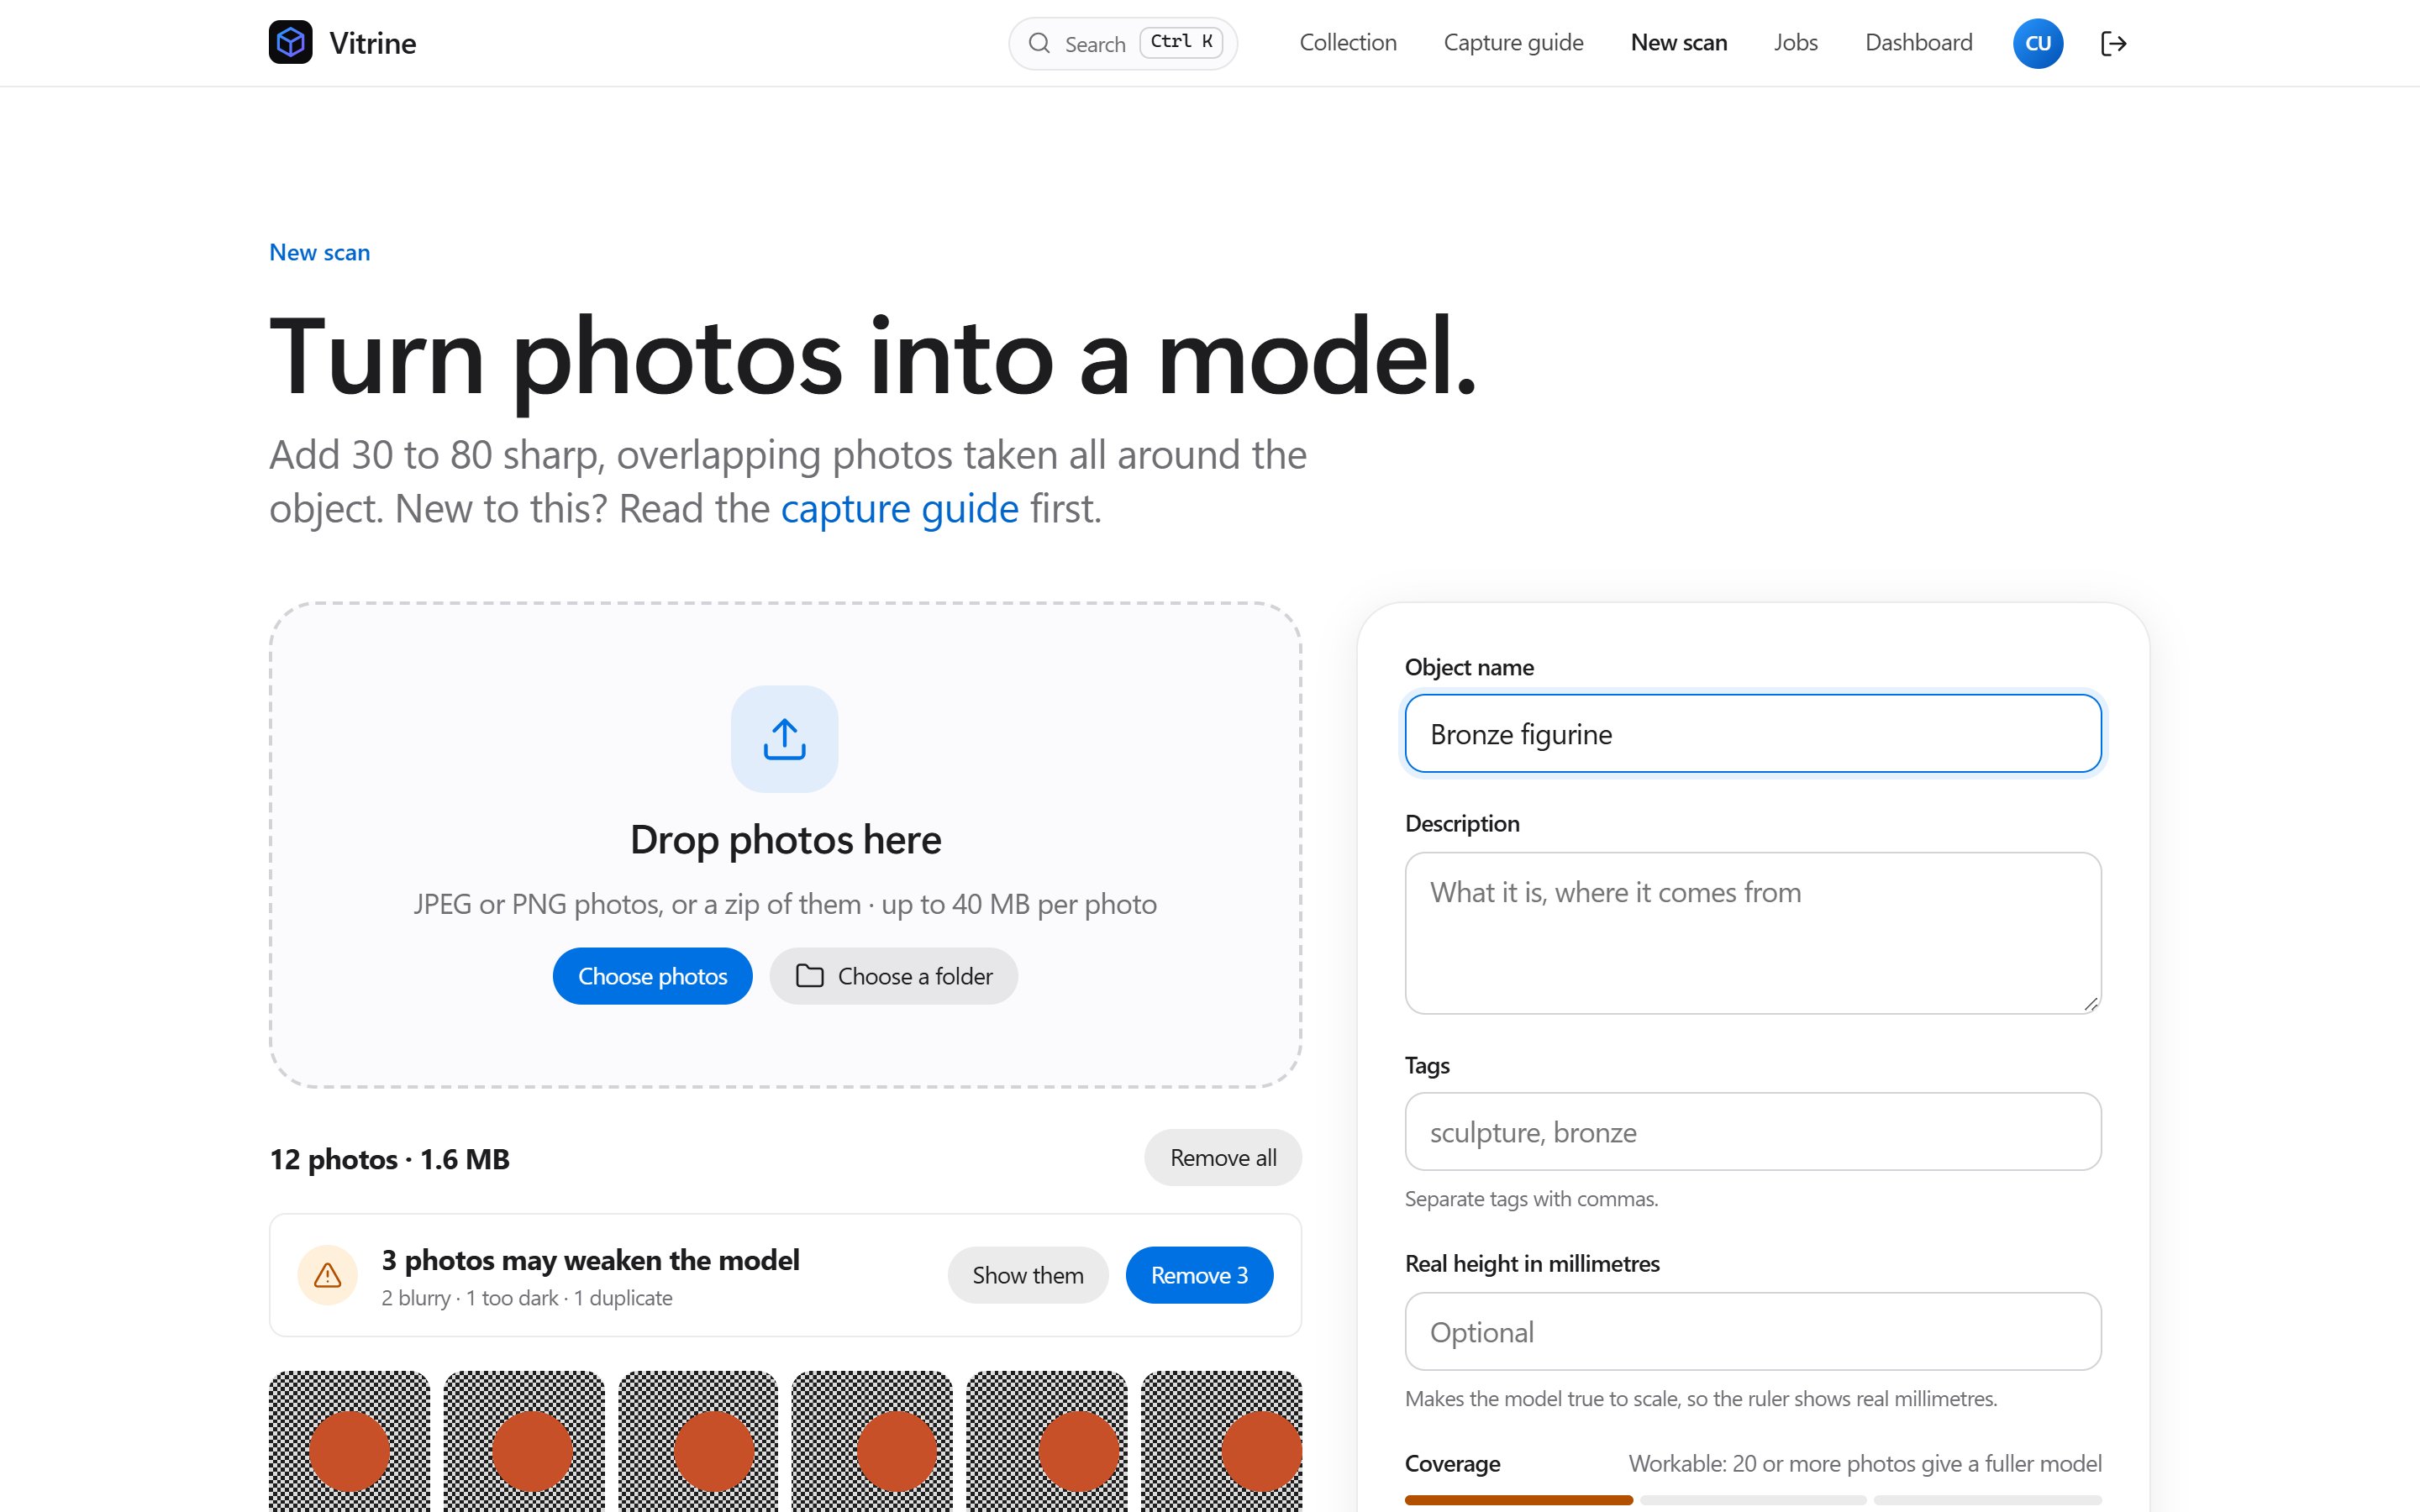 Vitrine
Search Ctrl K
Collection
Capture guide
New scan
Jobs
Dashboard
CU
New scan
Turn photos into a model.
Add 30 to 80 sharp, overlapping photos taken all around the
object. New to this? Read the capture guide first.
Drop photos here
JPEG or PNG photos, or a zip of them · up to 40 MB per photo
Choose photos
Choose a folder
12 photos · 1.6 MB
Remove all
3 photos may weaken the model
2 blurry · 1 too dark · 1 duplicate
Show them
Remove 3
Object name
Bronze figurine
Description
What it is, where it comes from
Tags
sculpture, bronze
Separate tags with commas.
Real height in millimetres
Optional
Makes the model true to scale, so the ruler shows real millimetres.
Coverage
Workable: 20 or more photos give a fuller model